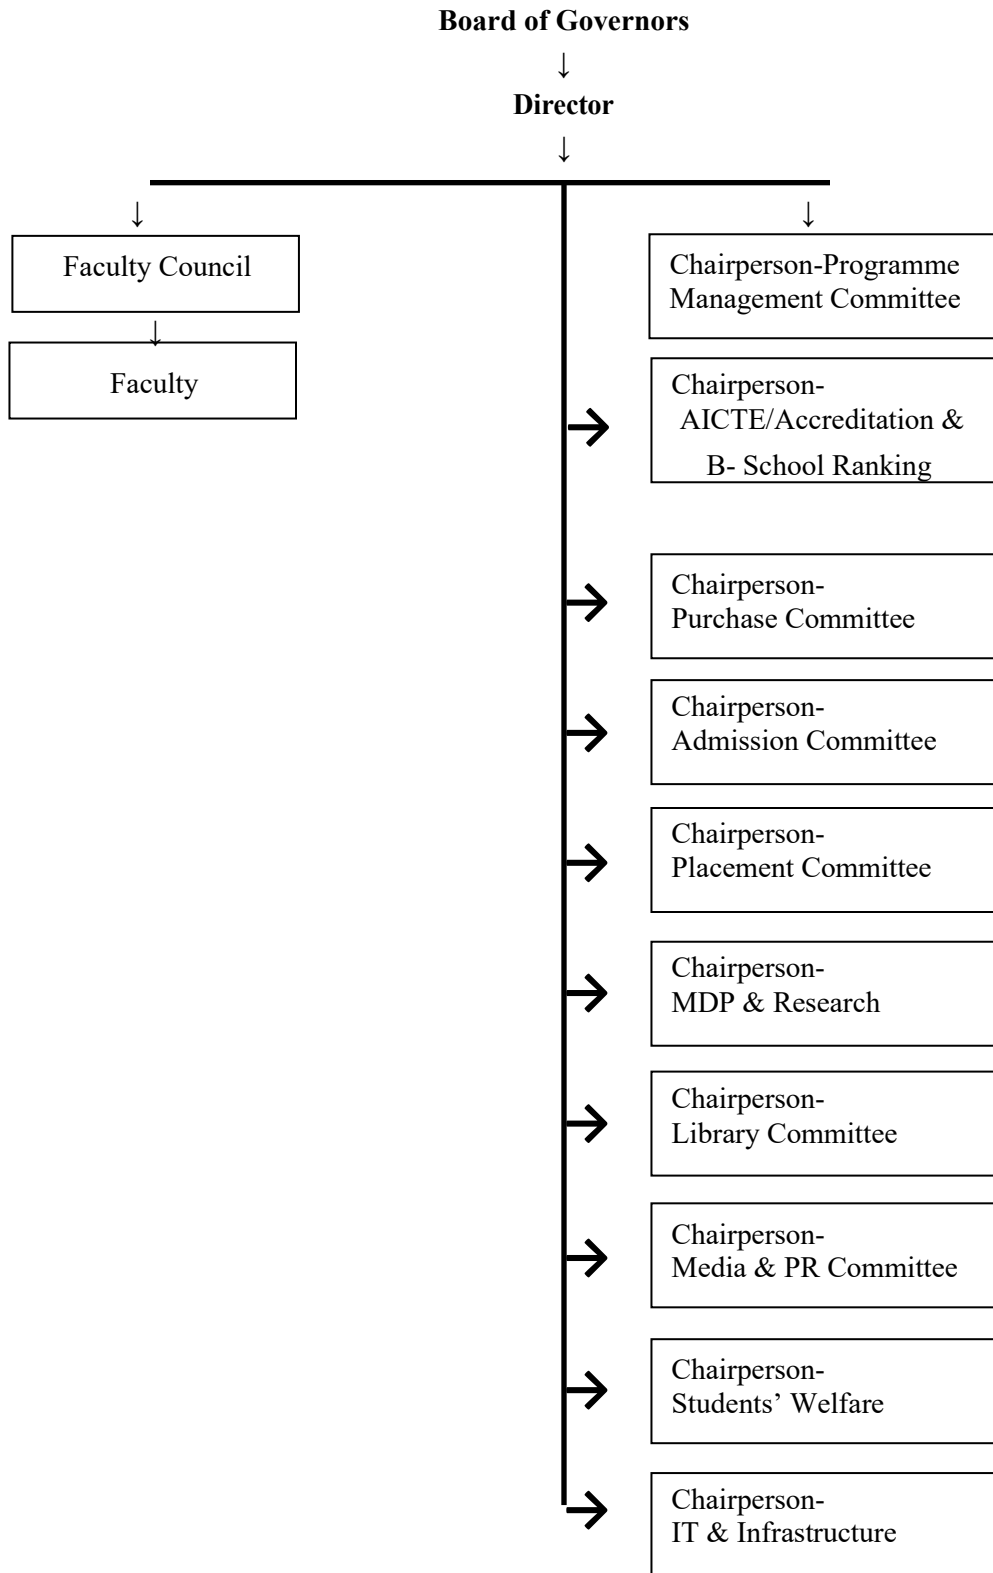 Board of Governors
Director
Faculty Council
Faculty
Chairperson-Programme
Management Committee
Chairperson-
AICTE/Accreditation &
B- School Ranking
Chairperson-
Purchase Committee
Chairperson-
Admission Committee
Chairperson-
Placement Committee
Chairperson-
MDP & Research
Chairperson-
Library Committee
Chairperson-
Media & PR Committee
Chairperson-
Students’ Welfare
Chairperson-
IT & Infrastructure